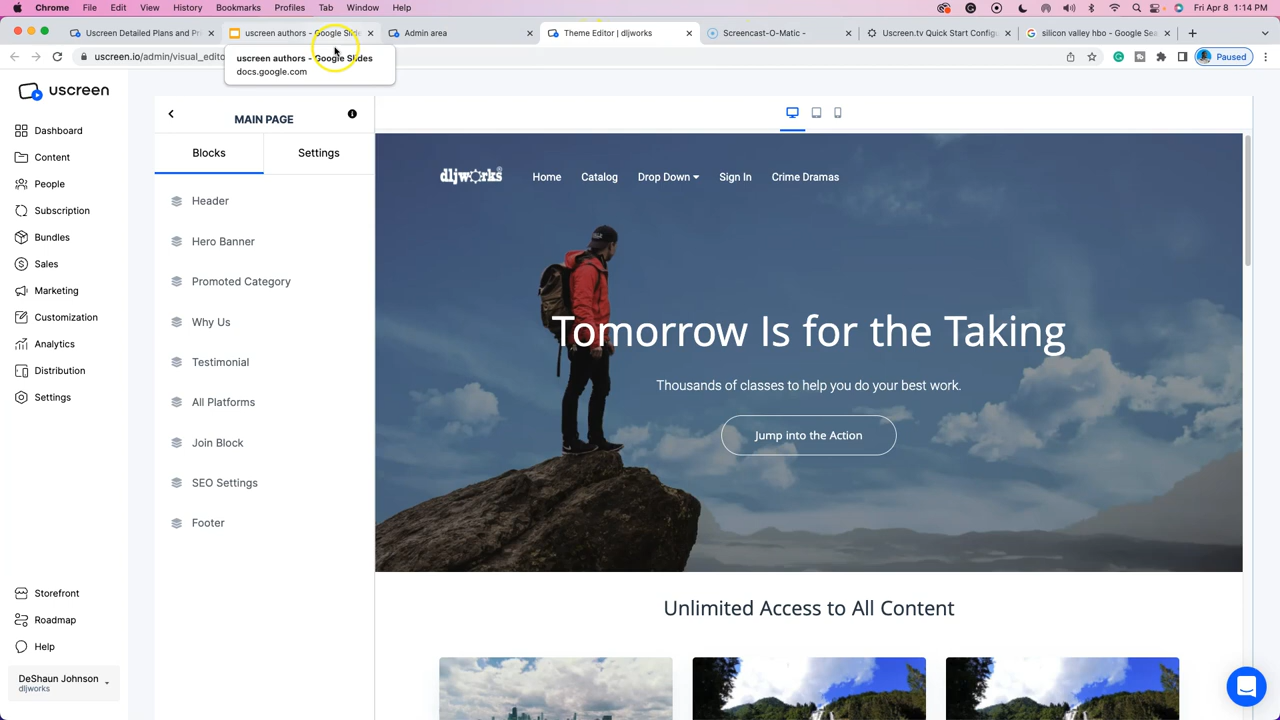 Chrome File Edit View History Bookmarks Profiles Tab Window Help Fri Apr 8 1:14 PM
Uscreen Detailed Plans and Pr
uscreen authors - Google Slide
Admin area
Theme Editor | dljworks
Screencast-O-Matic -
Uscreen.tv Quick Start Configu
silicon valley hbo - Google Sea
uscreen.io/admin/visual_edito
Paused
uscreen authors - Google Slides
docs.google.com
uscreen
Dashboard
Content
People
Subscription
Bundles
Sales
Marketing
Customization
Analytics
Distribution
Settings
Storefront
Roadmap
Help
DeShaun Johnson
dljworks
MAIN PAGE
Blocks Settings
Header
Hero Banner
Promoted Category
Why Us
Testimonial
All Platforms
Join Block
SEO Settings
Footer
dljworks® Home Catalog Drop Down Sign In Crime Dramas
Tomorrow Is for the Taking
Thousands of classes to help you do your best work.
Jump into the Action
Unlimited Access to All Content